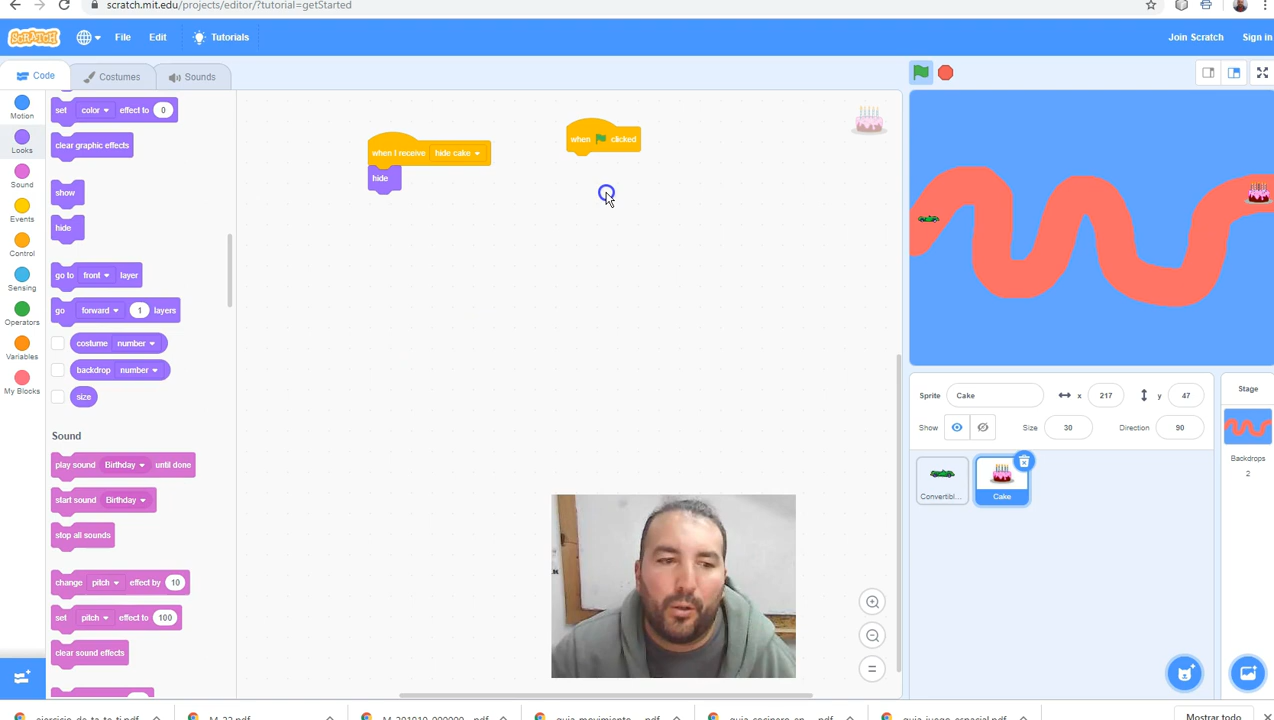 scratch.mit.edu/projects/editor/?tutorial=getStarted
SCRATCH
File
Edit
Tutorials
Join Scratch
Sign in
Code
Costumes
Sounds
Motion
Looks
Sound
Events
Control
Sensing
Operators
Variables
My Blocks
set color effect to 0
clear graphic effects
show
hide
go to front layer
go forward 1 layers
costume number
backdrop number
size
Sound
play sound Birthday until done
start sound Birthday
stop all sounds
change pitch effect by 10
set pitch effect to 100
clear sound effects
when I receive hide cake
hide
when clicked
Sprite Cake x 217 y 47
Show Size 30 Direction 90
Convertibl...
Cake
Stage
Backdrops
2
ejercicio_de_ta_te_ti.pdf
guia_movimiento
guia_juego_espacial
Mostrar todo